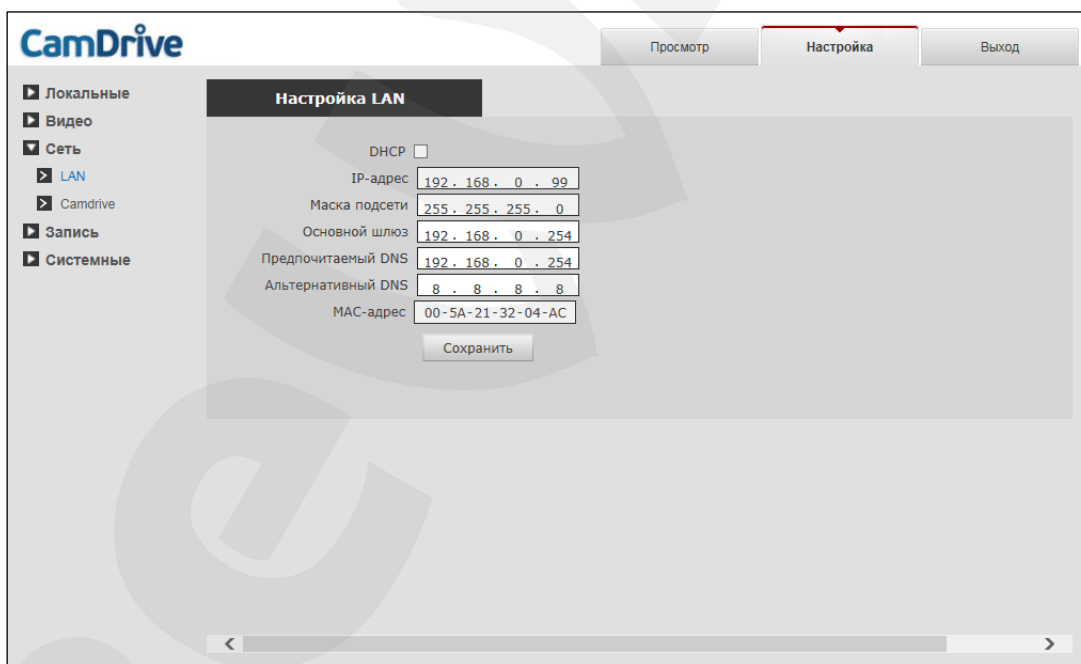 CamDrive
Просмотр
Настройка
Выход
Локальные
Видео
Сеть
LAN
Camdrive
Запись
Системные
Настройка LAN
DHCP
IP-адрес 192. 168. 0 . 99
Маска подсети 255. 255. 255. 0
Основной шлюз 192. 168. 0 . 254
Предпочитаемый DNS 192. 168. 0 . 254
Альтернативный DNS 8 . 8 . 8 . 8
MAC-адрес 00-5A-21-32-04-AC
Сохранить